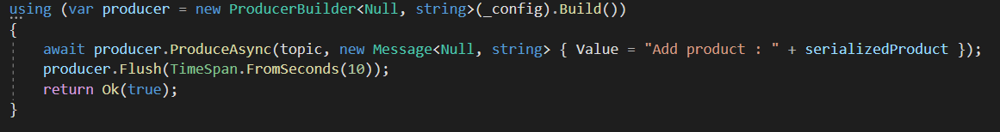 using (var producer = new ProducerBuilder<Null, string>(_config).Build())
{
    await producer.ProduceAsync(topic, new Message<Null, string> { Value = "Add product : " + serializedProduct });
    producer.Flush(TimeSpan.FromSeconds(10));
    return Ok(true);
}